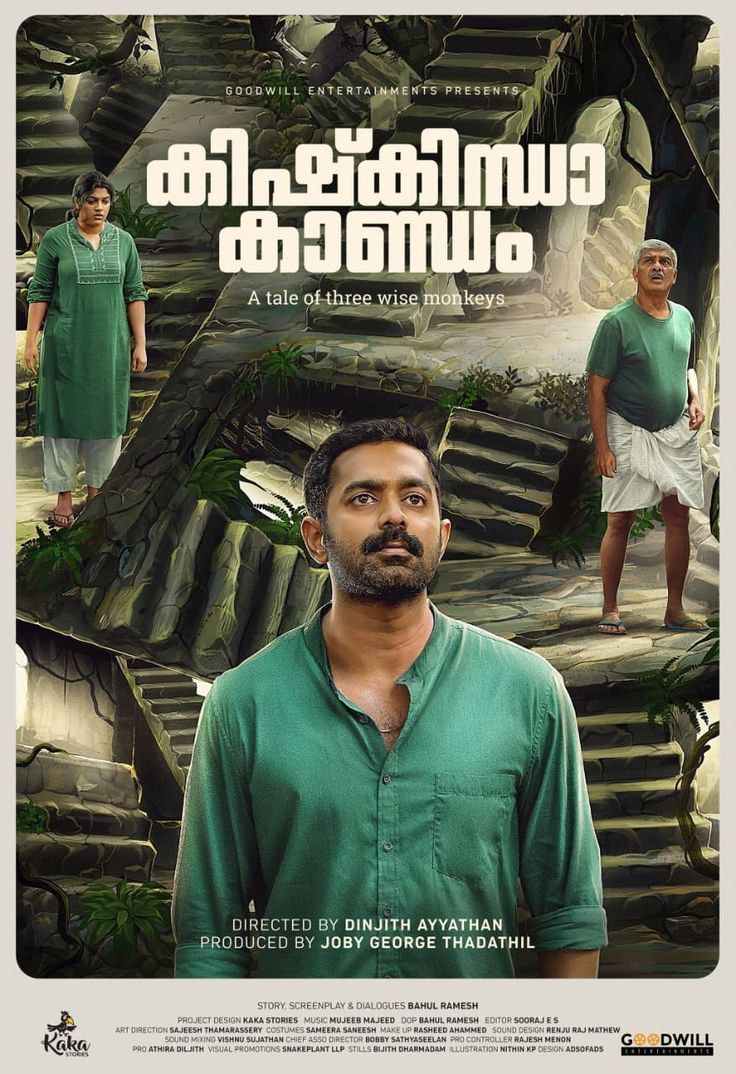 GOODWILL ENTERTAINMENTS PRESENTS
കിഷ്കിന്ധാ
കാണ്ഡം
A tale of three wise monkeys
DIRECTED BY DINJITH AYYATHAN
PRODUCED BY JOBY GEORGE THADATHIL
STORY, SCREENPLAY & DIALOGUES BAHUL RAMESH
PROJECT DESIGN KAKA STORIES MUSIC MUJEEB MAJEED DOP BAHUL RAMESH EDITOR SOORAJ E S
ART DIRECTION SAJEESH THAMARASSERY COSTUMES SAMEERA SANEESH MAKE UP RASHEED AHAMMED SOUND DESIGN RENJU RAJ MATHEW
SOUND MIXING VISHNU SUJATHAN CHIEF ASSO DIRECTOR BOBBY SATHYASEELAN PRO CONTROLLER RAJESH MENON
PRO ATHIRA DILJITH VISUAL PROMOTIONS SNAKEPLANT LLP STILLS BIJITH DHARMADAM ILLUSTRATION NITHIN KP DESIGN ADSOFADS
Kaka
STORIES
GOODWILL
ENTERTAINMENTS